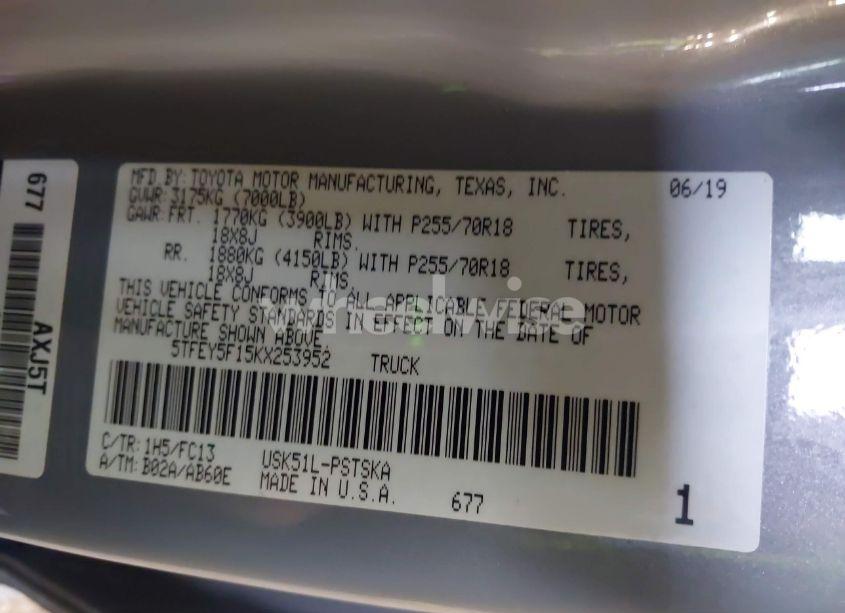 677
AXJ5T
MFD.BY: TOYOTA MOTOR MANUFACTURING, TEXAS, INC. 06/19
GVWR: 3175KG (7000LB)
GAWR: FRT. 1770KG (3900LB) WITH P255/70R18 TIRES,
18X8J RIMS.
RR. 1880KG (4150LB) WITH P255/70R18 TIRES,
18X8J RIMS.
THIS VEHICLE CONFORMS TO ALL APPLICABLE FEDERAL MOTOR
VEHICLE SAFETY STANDARDS IN EFFECT ON THE DATE OF
MANUFACTURE SHOWN ABOVE.
5TFEY5F15KX253952 TRUCK
C/TR: 1H5/FC13 USK51L-PSTSKA
A/TM: B02A/AB60E MADE IN U.S.A. 677 1